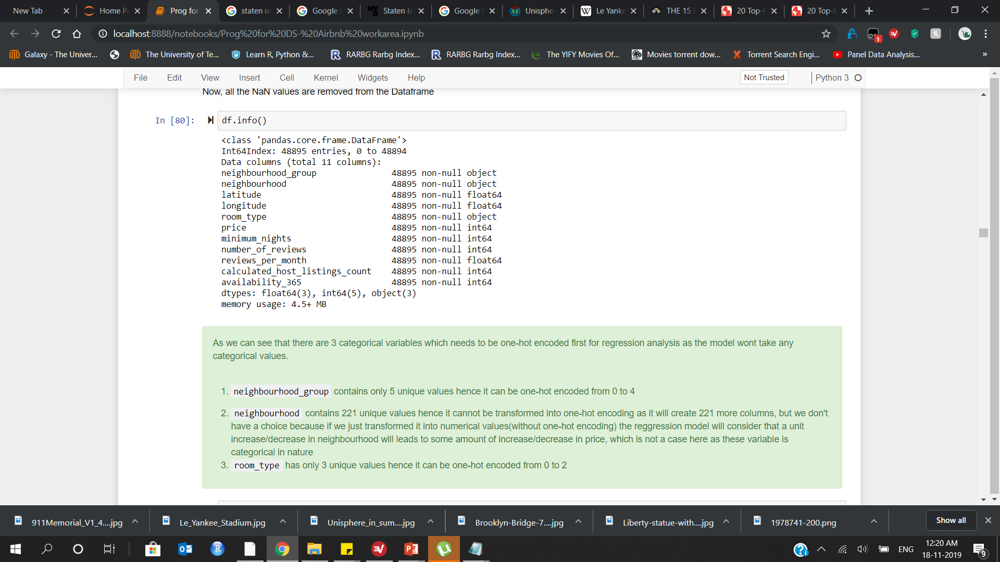 New Tab
Home P
Prog for
staten is
Google
Staten Is
Google
Unisphe
Le Yanke
THE 15
20 Top-
20 Top-
localhost:8888/notebooks/Prog%20for%20DS-%20Airbnb%20workarea.ipynb
1
Galaxy - The Univer...
The University of Te...
Learn R, Python &...
RARBG Rarbg Index...
RARBG Rarbg Index...
The YIFY Movies Of...
Movies torrent dow...
Torrent Search Engi...
Panel Data Analysis...
»
File Edit View Insert Cell Kernel Widgets Help
Not Trusted
Python 3
Now, all the NaN values are removed from the Dataframe
In [80]:
df.info()
<class 'pandas.core.frame.DataFrame'>
Int64Index: 48895 entries, 0 to 48894
Data columns (total 11 columns):
neighbourhood_group 48895 non-null object
neighbourhood 48895 non-null object
latitude 48895 non-null float64
longitude 48895 non-null float64
room_type 48895 non-null object
price 48895 non-null int64
minimum_nights 48895 non-null int64
number_of_reviews 48895 non-null int64
reviews_per_month 48895 non-null float64
calculated_host_listings_count 48895 non-null int64
availability_365 48895 non-null int64
dtypes: float64(3), int64(5), object(3)
memory usage: 4.5+ MB
As we can see that there are 3 categorical variables which needs to be one-hot encoded first for regression analysis as the model wont take any
categorical values.
1. neighbourhood_group contains only 5 unique values hence it can be one-hot encoded from 0 to 4
2. neighbourhood contains 221 unique values hence it cannot be transformed into one-hot encoding as it will create 221 more columns, but we don't
have a choice because if we just transformed it into numerical values(without one-hot encoding) the reggression model will consider that a unit
increase/decrease in neighbourhood will leads to some amount of increase/decrease in price, which is not a case here as these variable is
categorical in nature
3. room_type has only 3 unique values hence it can be one-hot encoded from 0 to 2
911Memorial_V1_4....jpg
Le_Yankee_Stadium.jpg
Unisphere_in_sum....jpg
Brooklyn-Bridge-7....jpg
Liberty-statue-with....jpg
1978741-200.png
Show all
ENG
12:20 AM
18-11-2019
9